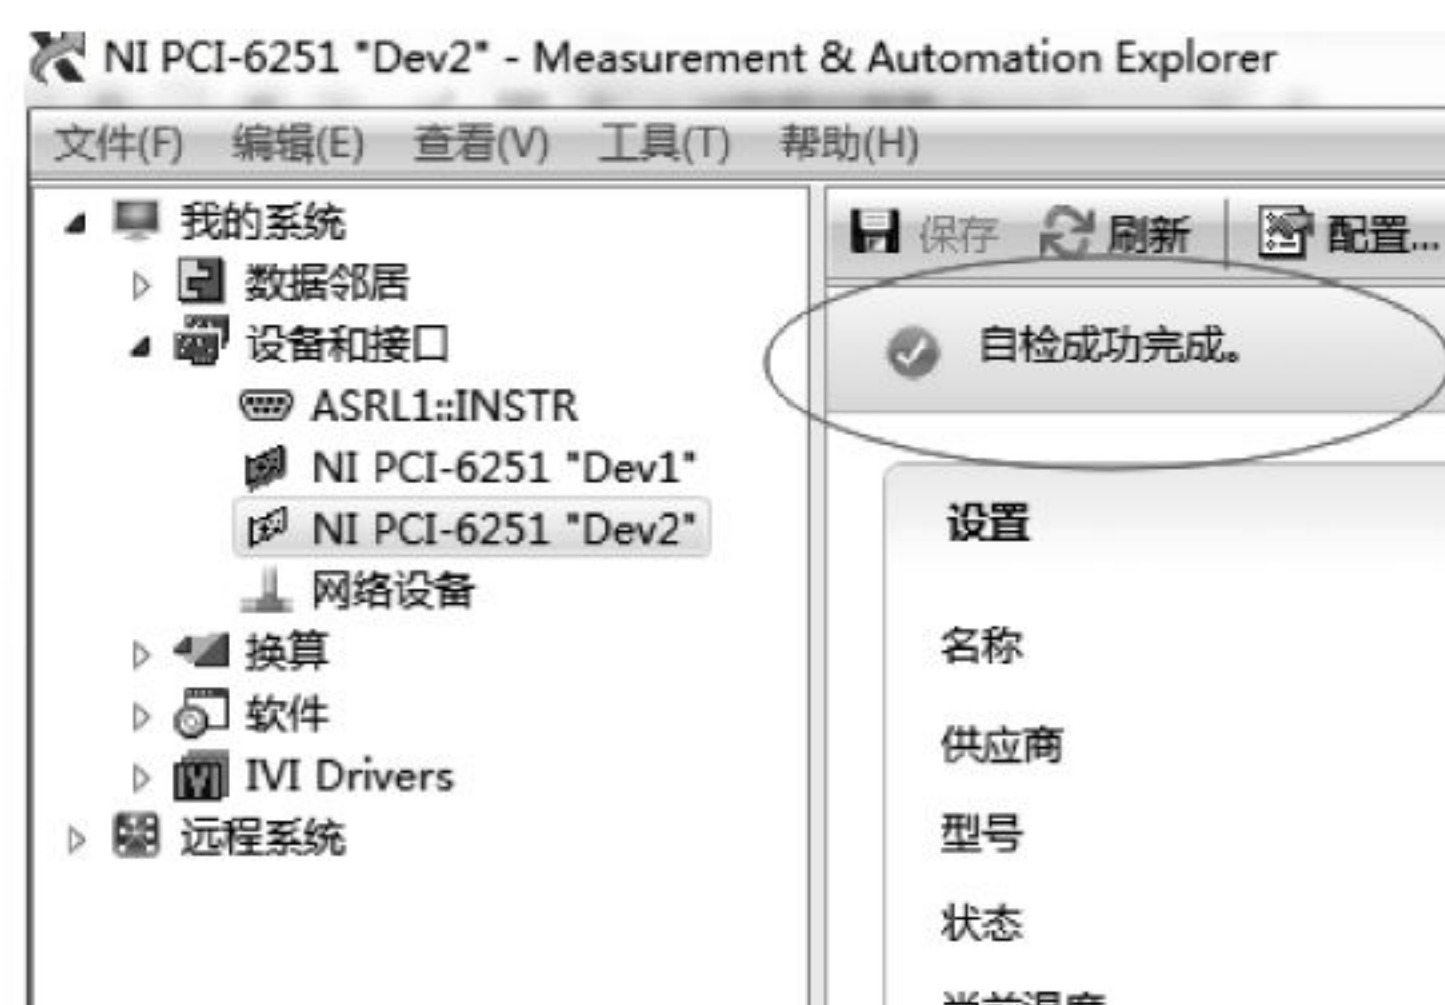 NI PCI-6251 "Dev2" - Measurement & Automation Explorer
文件(F) 编辑(E) 查看(V) 工具(T) 帮助(H)
我的系统
数据邻居
设备和接口
ASRL1::INSTR
NI PCI-6251 "Dev1"
NI PCI-6251 "Dev2"
网络设备
换算
软件
IVI Drivers
远程系统
保存 刷新 配置...
自检成功完成。
设置
名称
供应商
型号
状态
当前温度